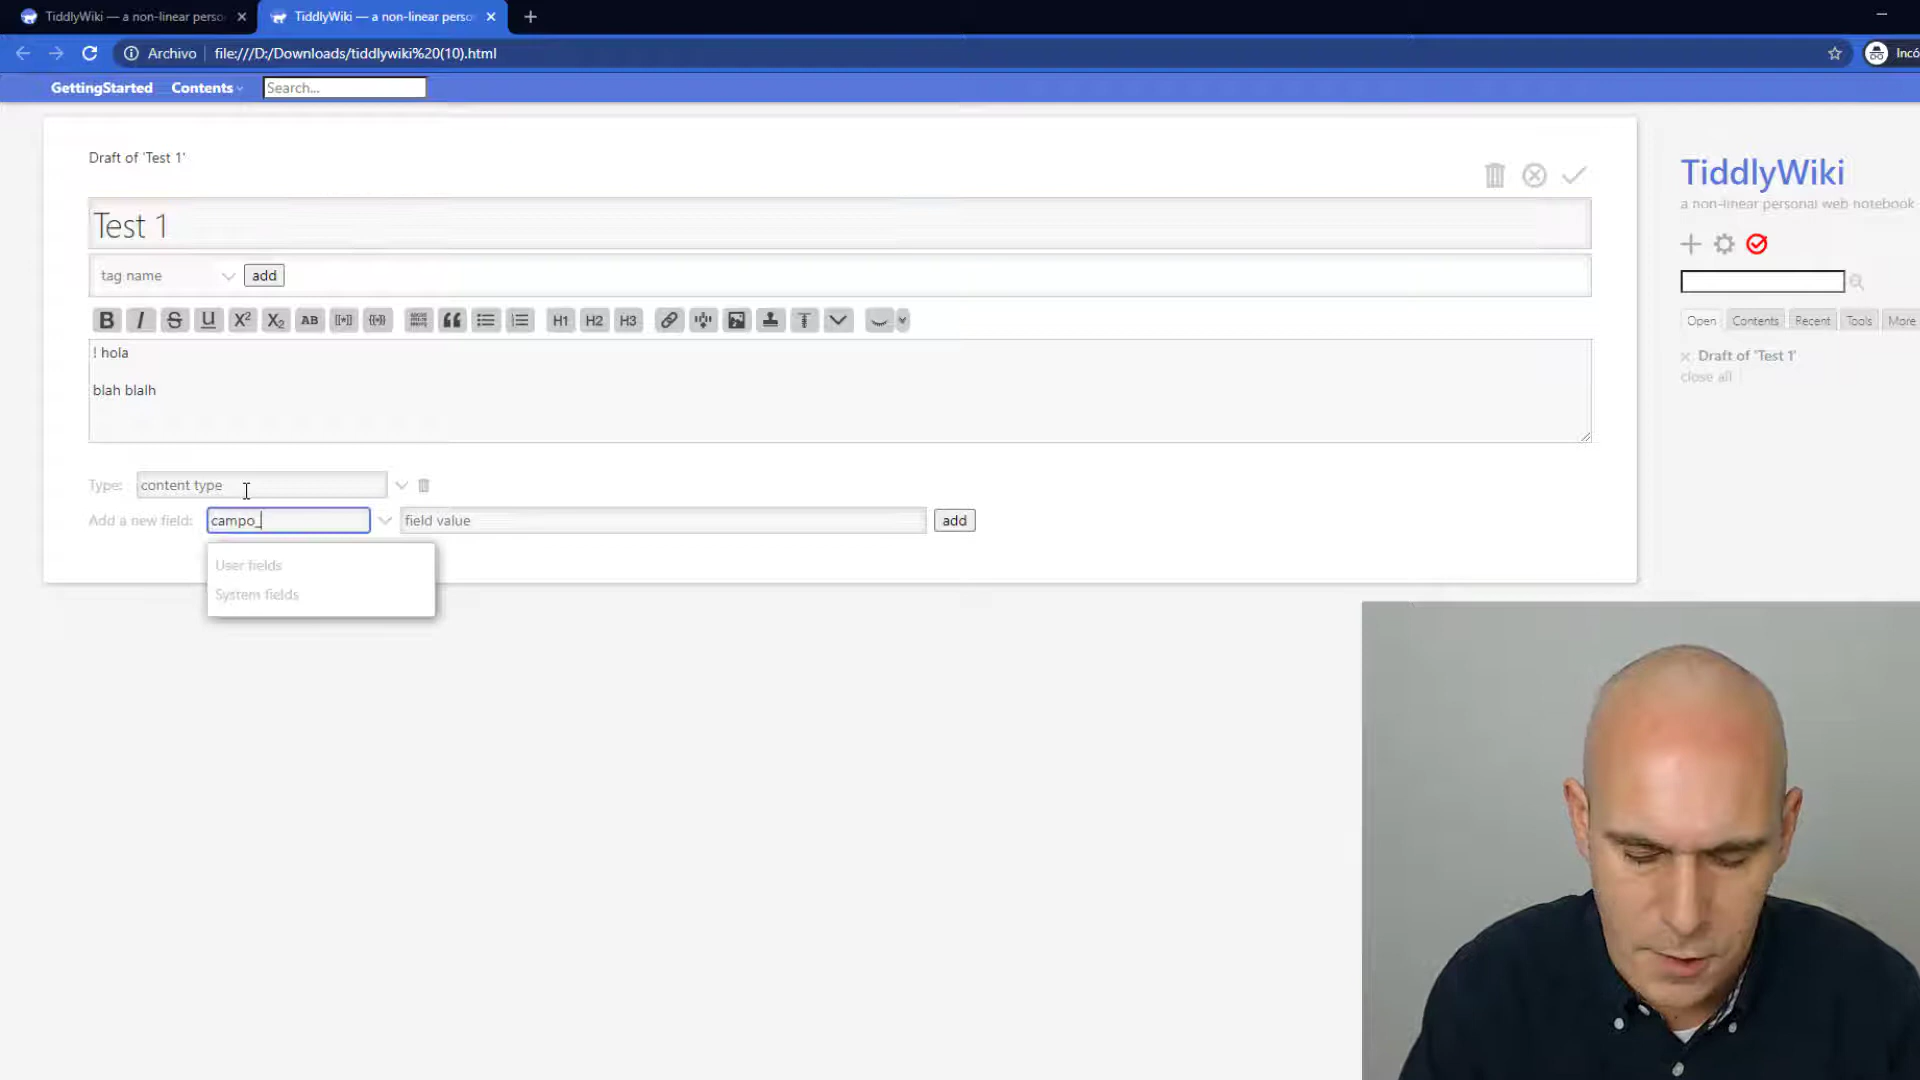 TiddlyWiki — a non-linear perso
TiddlyWiki — a non-linear perso
Archivo
file:///D:/Downloads/tiddlywiki%20(10).html
Incó
GettingStarted
Contents
Search...
Draft of 'Test 1'
Test 1
tag name
add
B I S U X² X₂ AB H1 H2 H3
! hola
blah blalh
Type:
content type
Add a new field:
campo_
field value
add
User fields
System fields
TiddlyWiki
a non-linear personal web notebook
Open
Contents
Recent
Tools
More
Draft of 'Test 1'
close all